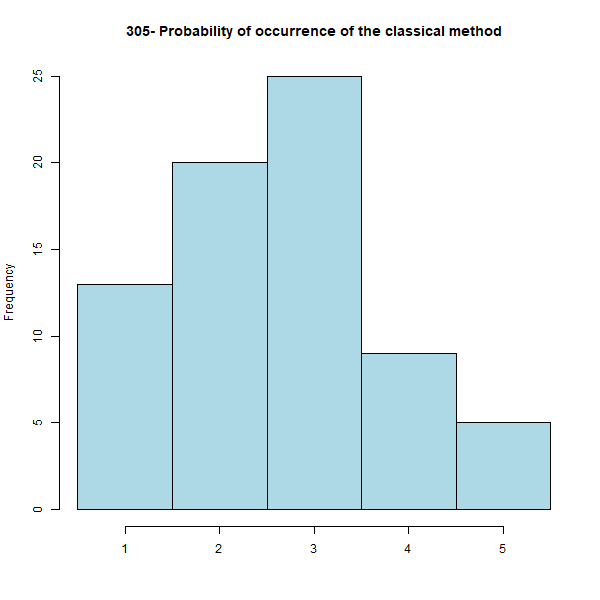 305- Probability of occurrence of the classical method
25
20
15
10
5
0
Frequency
1 2 3 4 5